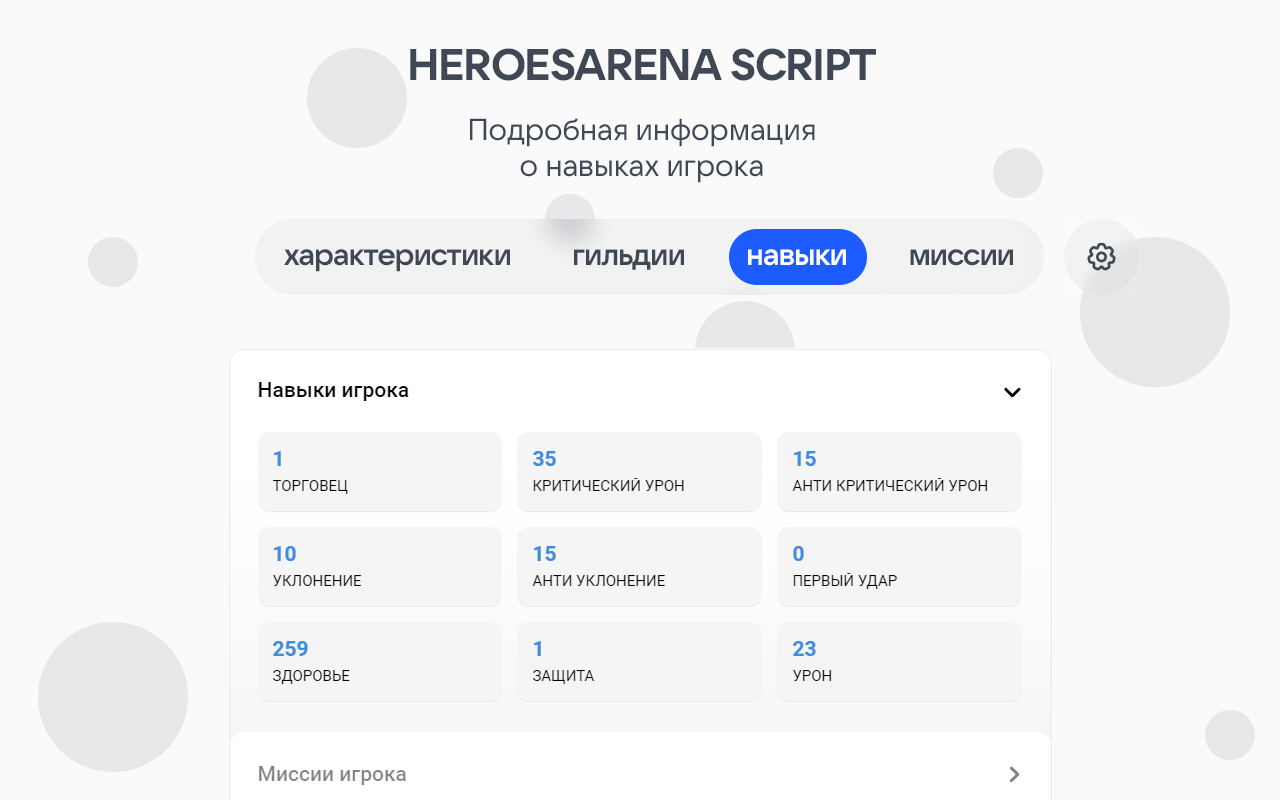 HEROESARENA SCRIPT
Подробная информация
о навыках игрока
характеристики гильдии навыки миссии
Навыки игрока
1 35 15
ТОРГОВЕЦ КРИТИЧЕСКИЙ УРОН АНТИ КРИТИЧЕСКИЙ УРОН
10 15 0
УКЛОНЕНИЕ АНТИ УКЛОНЕНИЕ ПЕРВЫЙ УДАР
259 1 23
ЗДОРОВЬЕ ЗАЩИТА УРОН
Миссии игрока